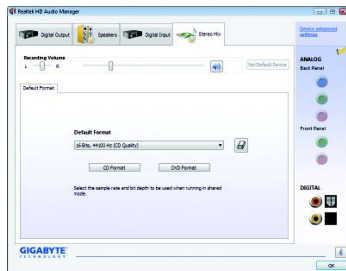 Realtek HD Audio Manager
Digital Output
Speakers
Digital Input
Stereo Mix
Device advanced
settings
Recording Volume
L
R
Set Default Device
ANALOG
Back Panel
Default Format
Default Format
16 Bits, 44100 Hz (CD Quality)
CD Format
DVD Format
Select the sample rate and bit depth to be used when running in shared
mode.
Front Panel
DIGITAL
GIGABYTE
TECHNOLOGY
i
OK